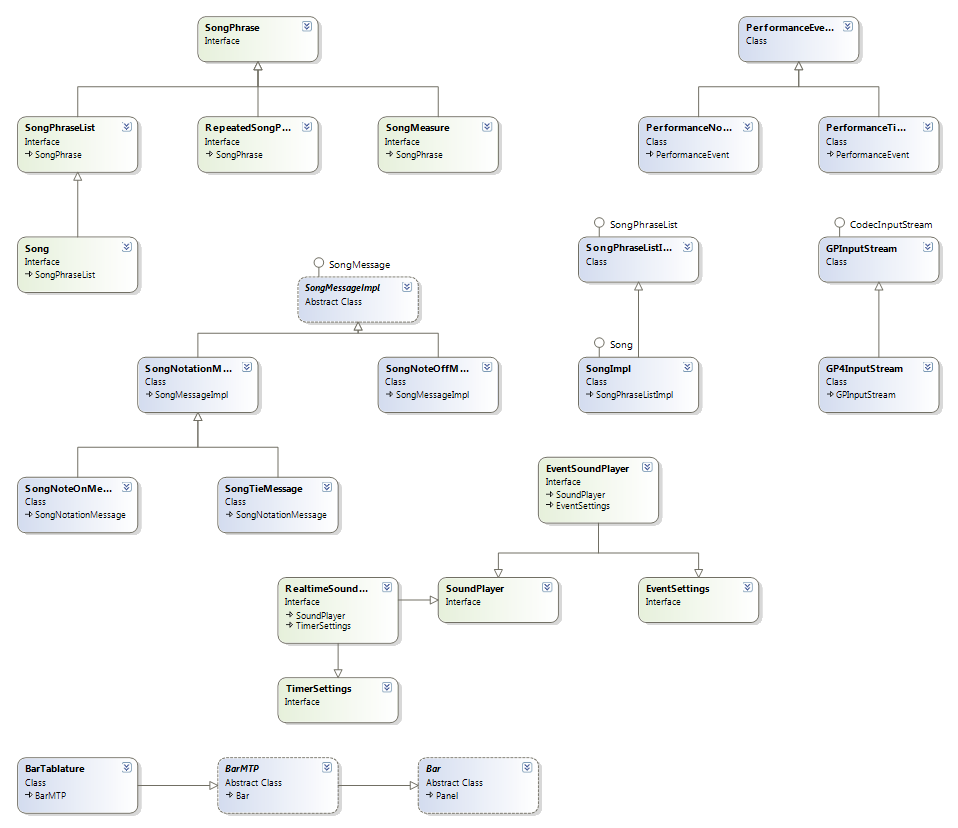 SongPhrase
Interface
PerformanceEve...
Class
SongPhraseList
Interface
SongPhrase
RepeatedSongP...
Interface
SongPhrase
SongMeasure
Interface
SongPhrase
PerformanceNo...
Class
PerformanceEvent
PerformanceTi...
Class
PerformanceEvent
Song
Interface
SongPhraseList
SongMessage
SongMessageImpl
Abstract Class
SongPhraseList
SongPhraseListI...
Class
CodecInputStream
GPInputStream
Class
SongNotationM...
Class
SongMessageImpl
SongNoteOffM...
Class
SongMessageImpl
Song
SongImpl
Class
SongPhraseListImpl
GP4InputStream
Class
GPInputStream
SongNoteOnMe...
Class
SongNotationMessage
SongTieMessage
Class
SongNotationMessage
EventSoundPlayer
Interface
SoundPlayer
EventSettings
RealtimeSound...
Interface
SoundPlayer
TimerSettings
SoundPlayer
Interface
EventSettings
Interface
TimerSettings
Interface
BarTablature
Class
BarMTP
BarMTP
Abstract Class
Bar
Bar
Abstract Class
Panel